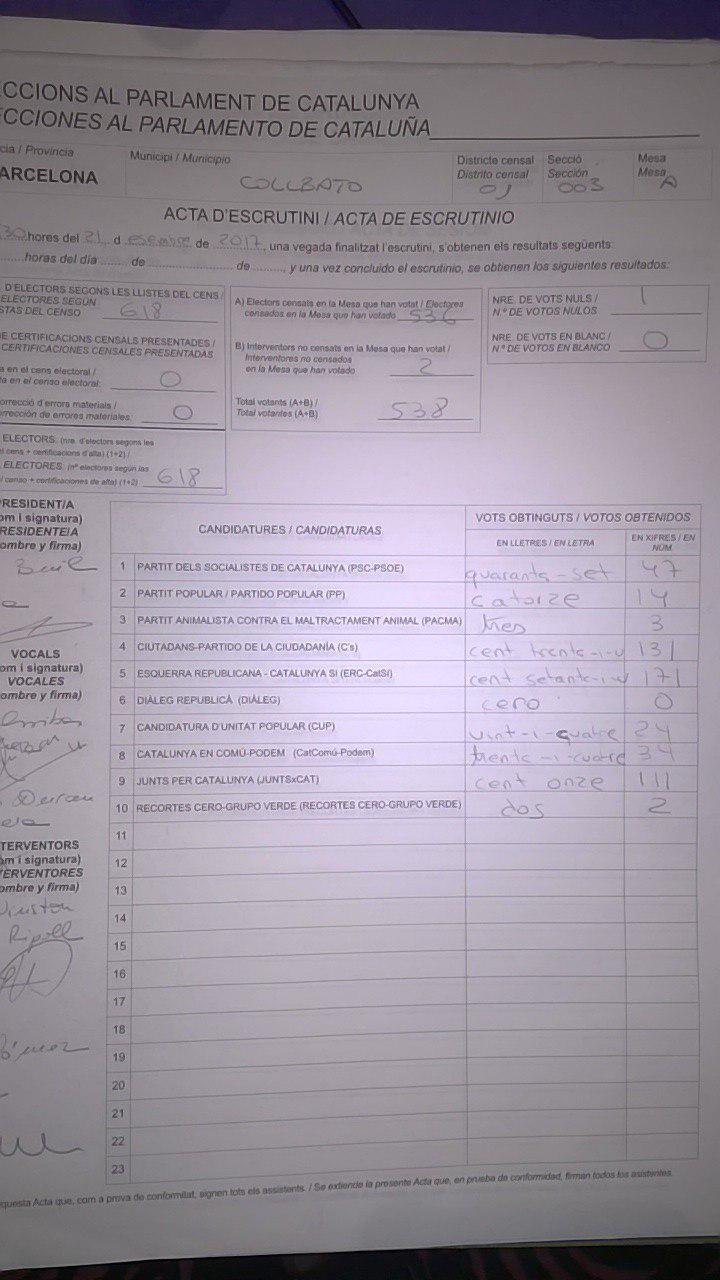 CCIONS AL PARLAMENT DE CATALUNYA
CCIONES AL PARLAMENTO DE CATALUÑA
cia / Provincia
ARCELONA
Municipi / Municipio
COLLBATO
Districte censal
Distrito censal
01
Secció
Sección
003
Mesa
Mesa
A
ACTA D'ESCRUTINI / ACTA DE ESCRUTINIO
30 hores del 21 d esembre de 2017, una vegada finalitzat l'escrutini, s'obtenen els resultats següents:
horas del día ....... de ....... de ......., y una vez concluido el escrutinio, se obtienen los siguientes resultados:
D'ELECTORS SEGONS LES LLISTES DEL CENS /
ELECTORES SEGÚN
STAS DEL CENSO 618
E CERTIFICACIONS CENSALS PRESENTADES /
CERTIFICACIONES CENSALES PRESENTADAS
a en el cens electoral /
a en el censo electoral: 0
orrecció d'errors materials /
orrección de errores materiales: 0
ELECTORS: (nre. d'electors segons les
l cens + certificacions d'alta) (1+2) /
ELECTORES: (nº electores según las
l censo + certificaciones de alta) (1+2) 618
A) Electors censats en la Mesa que han votat / Electores
censados en la Mesa que han votado 536
B) Interventors no censats en la Mesa que han votat /
Interventores no censados
en la Mesa que han votado 2
Total votants (A+B) /
Total votantes (A+B) 538
NRE. DE VOTS NULS /
N.º DE VOTOS NULOS 1
NRE. DE VOTS EN BLANC /
N.º DE VOTOS EN BLANCO 0
RESIDENT/A
om i signatura)
RESIDENTE/A
ombre y firma)
VOCALS
om i signatura)
VOCALES
ombre y firma)
TERVENTORS
om i signatura)
TERVENTORES
ombre y firma)
Ripoll
CANDIDATURES / CANDIDATURAS
VOTS OBTINGUTS / VOTOS OBTENIDOS
EN LLETRES / EN LETRA
EN XIFRES / EN NÚM.
1 PARTIT DELS SOCIALISTES DE CATALUNYA (PSC-PSOE) quaranta-set 47
2 PARTIT POPULAR / PARTIDO POPULAR (PP) catorze 14
3 PARTIT ANIMALISTA CONTRA EL MALTRACTAMENT ANIMAL (PACMA) tres 3
4 CIUTADANS-PARTIDO DE LA CIUDADANÍA (C's) cent trenta-i-u 131
5 ESQUERRA REPUBLICANA - CATALUNYA SÍ (ERC-CatSí) cent setanta-i-u 171
6 DIÀLEG REPUBLICÀ (DIÀLEG) cero 0
7 CANDIDATURA D'UNITAT POPULAR (CUP) vint-i-quatre 24
8 CATALUNYA EN COMÚ-PODEM (CatComú-Podem) trenta-i-cuatre 34
9 JUNTS PER CATALUNYA (JUNTSxCAT) cent onze 111
10 RECORTES CERO-GRUPO VERDE (RECORTES CERO-GRUPO VERDE) dos 2
11
12
13
14
15
16
17
18
19
20
21
22
23
questa Acta que, com a prova de conformitat, signen tots els assistents. / Se extiende la presente Acta que, en prueba de conformidad, firman todos los asistentes.